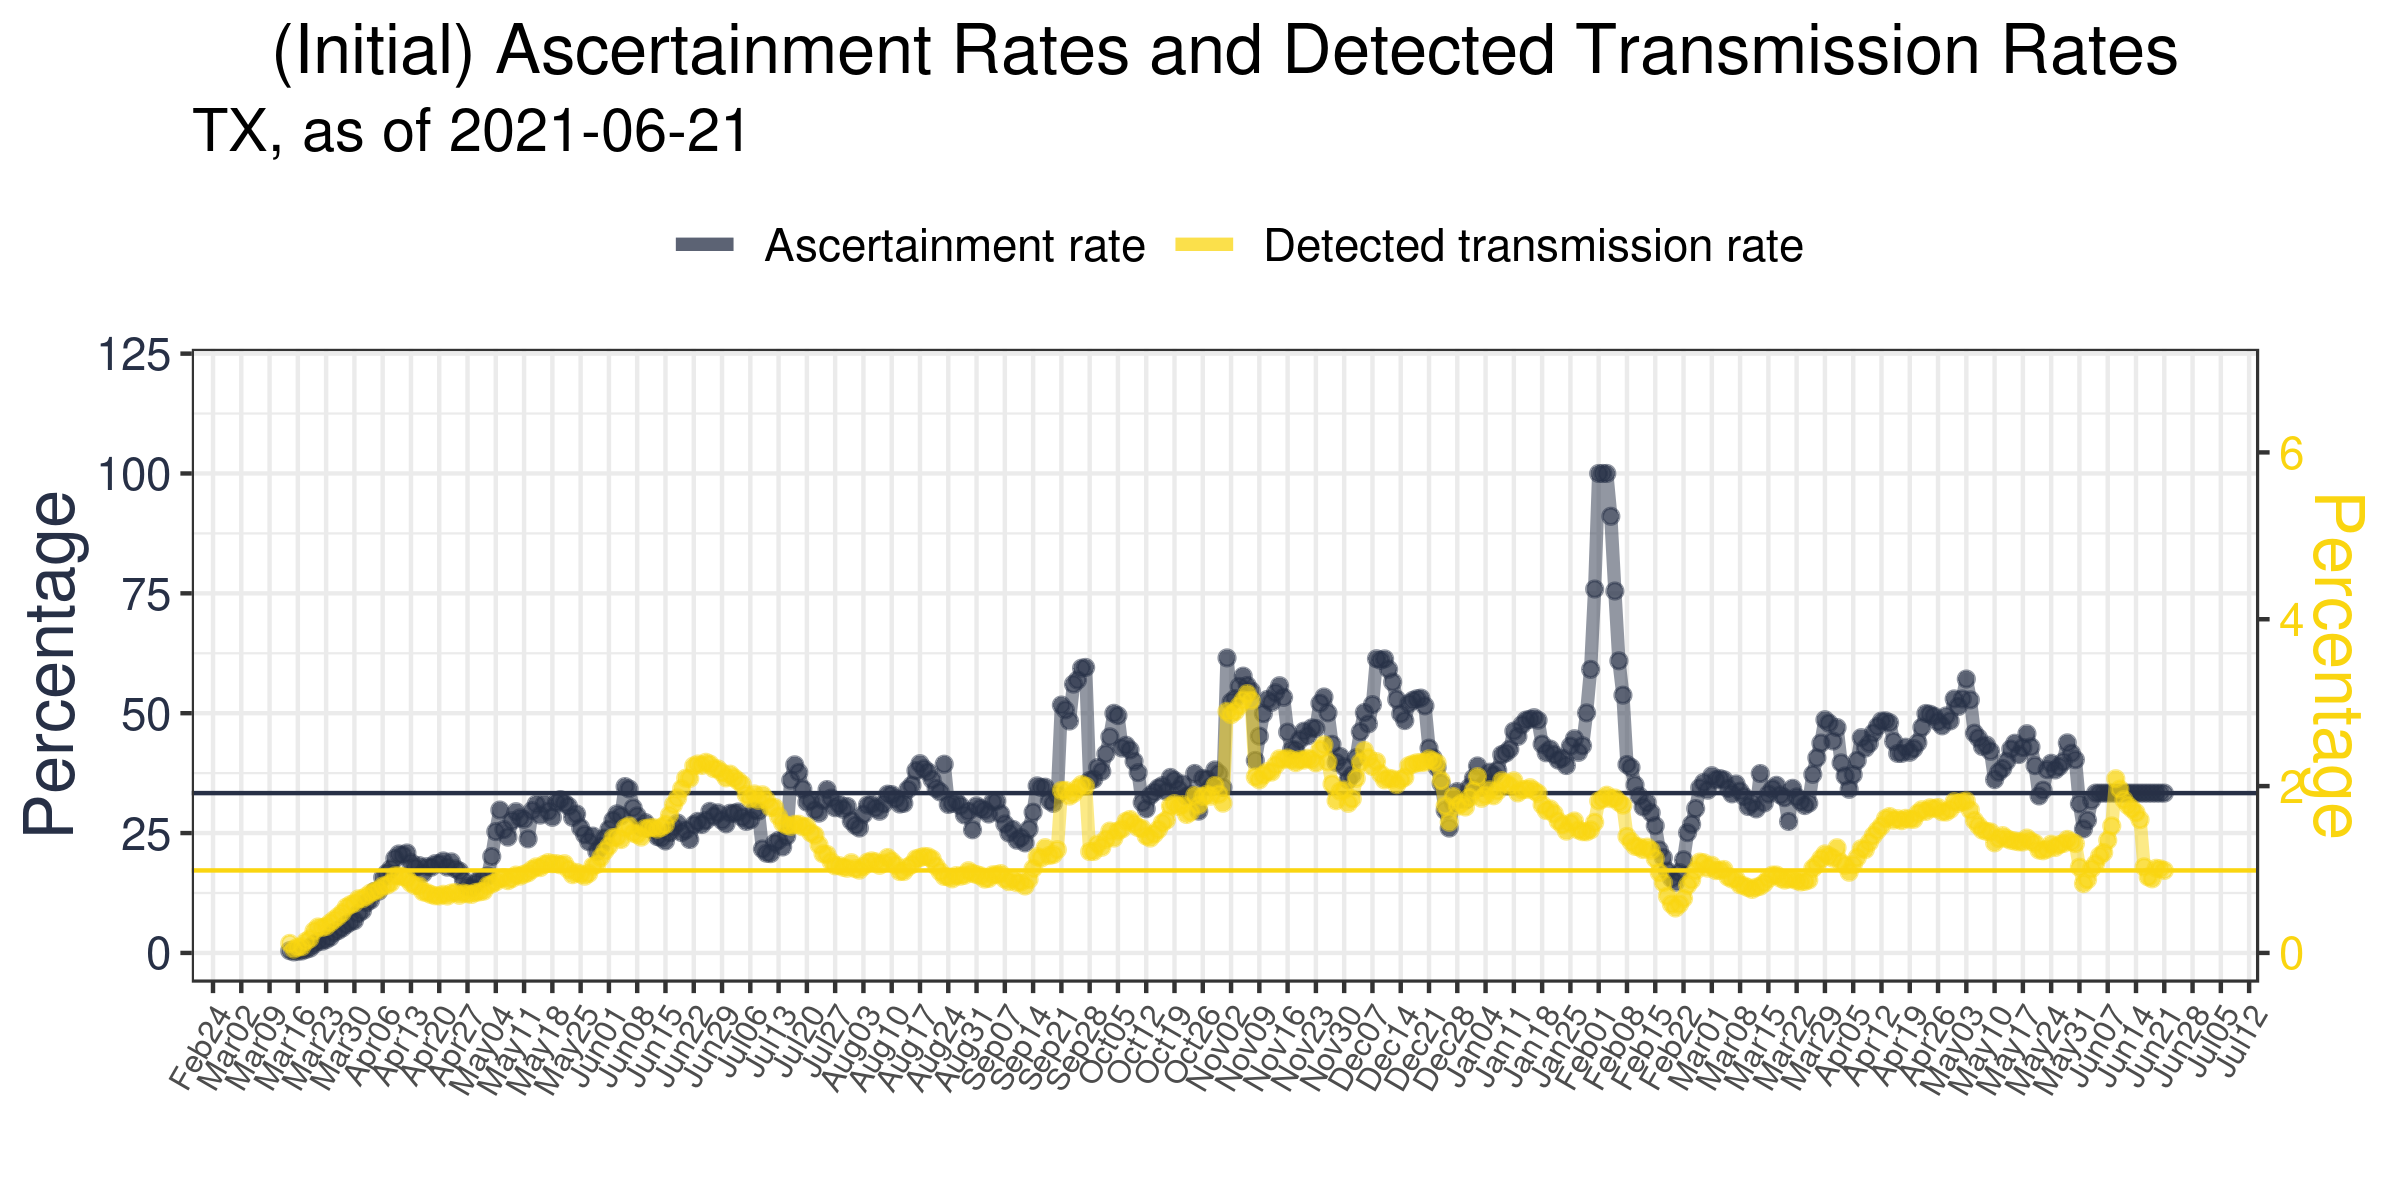 (Initial) Ascertainment Rates and Detected Transmission Rates
TX, as of 2021-06-21
Ascertainment rate
Detected transmission rate
Percentage
125
100
75
50
25
0
6
4
2
0
Percentage
Feb24
Mar02
Mar09
Mar16
Mar23
Mar30
Apr06
Apr13
Apr20
Apr27
May04
May11
May18
May25
Jun01
Jun08
Jun15
Jun22
Jun29
Jul06
Jul13
Jul20
Jul27
Aug03
Aug10
Aug17
Aug24
Aug31
Sep07
Sep14
Sep21
Sep28
Oct05
Oct12
Oct19
Oct26
Nov02
Nov09
Nov16
Nov23
Nov30
Dec07
Dec14
Dec21
Dec28
Jan04
Jan11
Jan18
Jan25
Feb01
Feb08
Feb15
Feb22
Mar01
Mar08
Mar15
Mar22
Mar29
Apr05
Apr12
Apr19
Apr26
May03
May10
May17
May24
May31
Jun07
Jun14
Jun21
Jun28
Jul05
Jul12